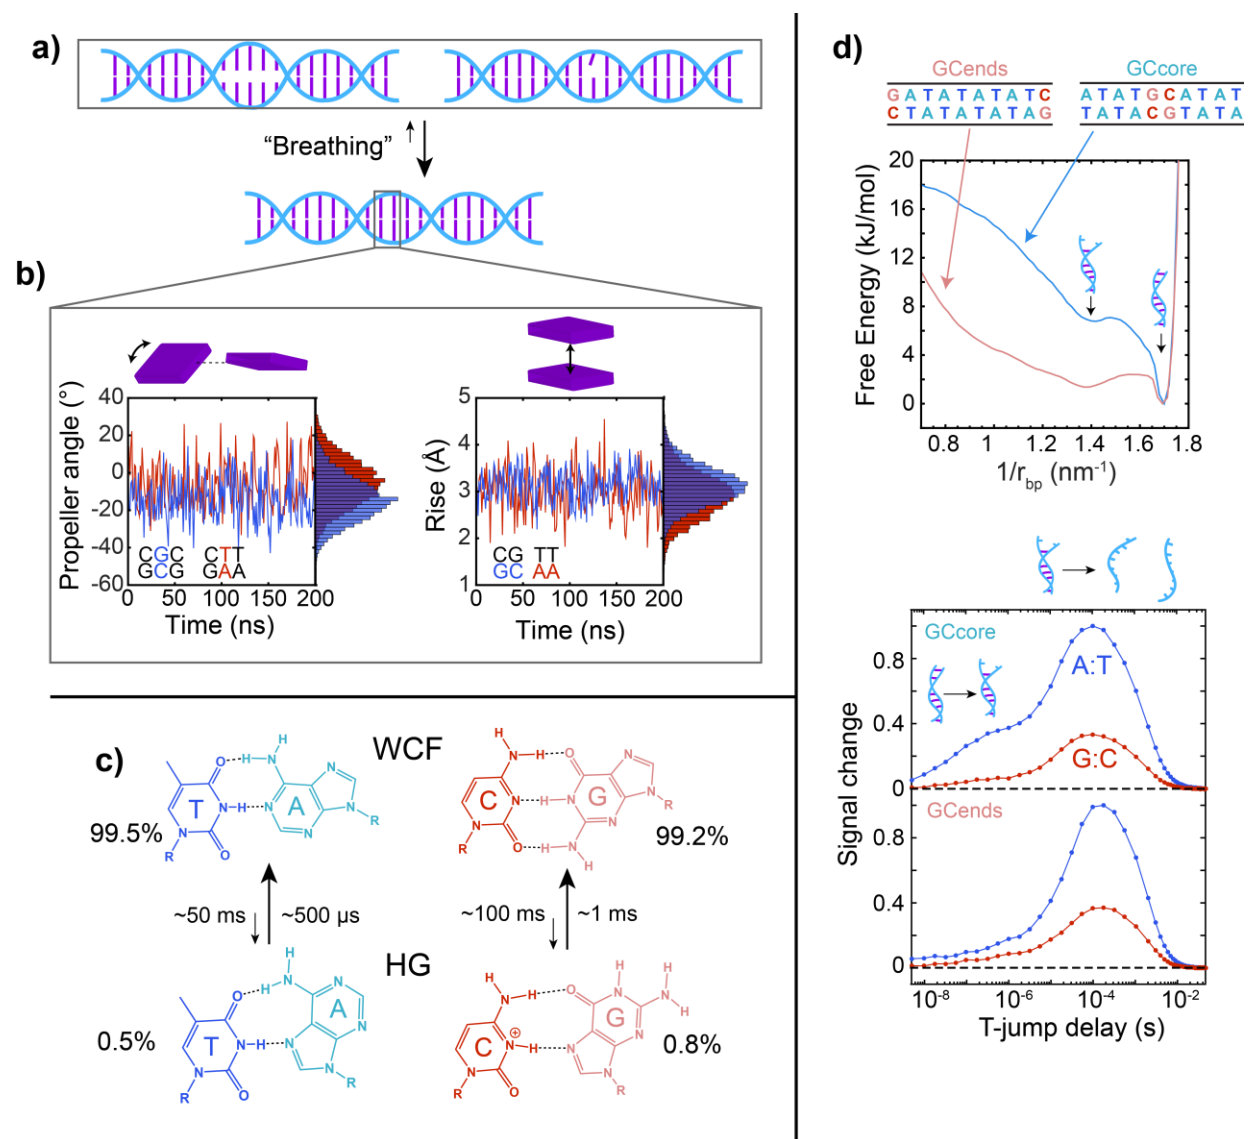 a)
“Breathing”
b)
Propeller angle (°)
40
20
0
-20
-40
-60
CGC CTT
GCG GAA
0 50 100 150 200
Time (ns)
Rise (Å)
5
4
3
2
1
CG TT
GC AA
0 50 100 150 200
Time (ns)
c)
WCF
H
H N H O N
T N H N A N
N O N R
R
99.5%
H
H N H O N
C N H N G N
N O H N N R
R H
99.2%
~50 ms ~500 µs
~100 ms ~1 ms
HG
H
O H N N
T N H N A N
N O N
R R
0.5%
H H H
N H O N N H
C N ⊕ H N G N
N O N
R R
0.8%
d)
GCends
GATATATATC
CTATATATAG
GCcore
ATATGCATAT
TATACGTATA
Free Energy (kJ/mol)
20
16
12
8
4
0
0.8 1 1.2 1.4 1.6 1.8
1/rbp (nm-1)
Signal change
GCcore
A:T
G:C
0.8
0.4
0
GCends
0.8
0.4
0
10-8 10-6 10-4 10-2
T-jump delay (s)